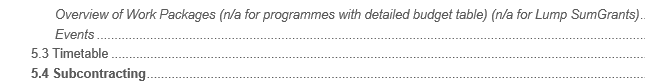 Overview of Work Packages (n/a for programmes with detailed budget table) (n/a for Lump SumGrants)..
Events ........................................................................................................................................
5.3 Timetable ........................................................................................................................................
5.4 Subcontracting........................................................................................................................................